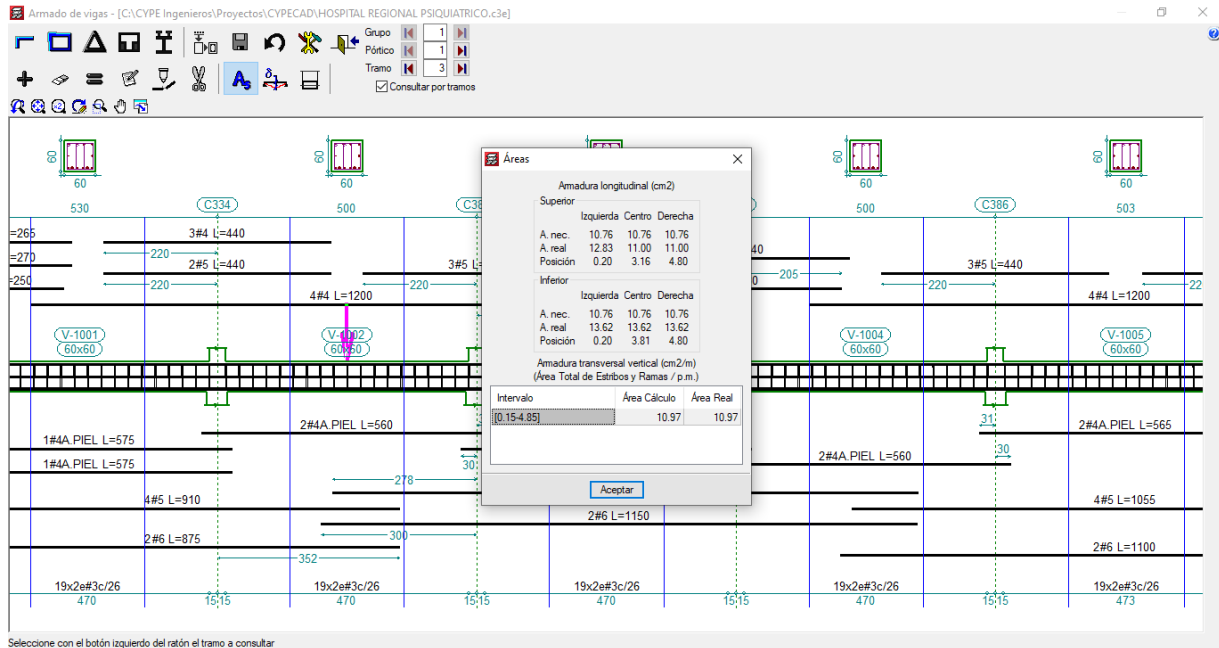 Armado de vigas - [C:\CYPE Ingenieros\Proyectos\CYPECAD\HOSPITAL REGIONAL PSIQUIATRICO.c3e]
Grupo 1
Pórtico 1
Tramo 3
Consultar por tramos
60 60 60 60
60 60 60 60
530 C334 500 500 C386 503
=265 3#4 L=440
=270 220 2#5 L=440 3#5 205 3#5 L=440
=250 220 220 220
4#4 L=1200 4#4 L=1200
V-1001 V-1002 V-1004 V-1005
60x60 60x60 60x60 60x60
Áreas
Armadura longitudinal (cm2)
Superior
Izquierda Centro Derecha
A. nec. 10.76 10.76 10.76
A. real 12.83 11.00 11.00
Posición 0.20 3.16 4.80
Inferior
Izquierda Centro Derecha
A. nec. 10.76 10.76 10.76
A. real 13.62 13.62 13.62
Posición 0.20 3.81 4.80
Armadura transversal vertical (cm2/m)
(Área Total de Estribos y Ramas / p.m.)
Intervalo Área Cálculo Área Real
[0.15-4.85] 10.97 10.97
Aceptar
2#4A.PIEL L=560 31 2#4A.PIEL L=565
1#4A.PIEL L=575 2#4A.PIEL L=560 30
1#4A.PIEL L=575 30
278
4#5 L=910 4#5 L=1055
2#6 L=1150
2#6 L=875 300 2#6 L=1100
352
19x2e#3c/26 19x2e#3c/26 19x2e#3c/26 19x2e#3c/26 19x2e#3c/26
470 15 15 470 15 15 470 15 15 470 15 15 473
Seleccione con el botón izquierdo del ratón el tramo a consultar